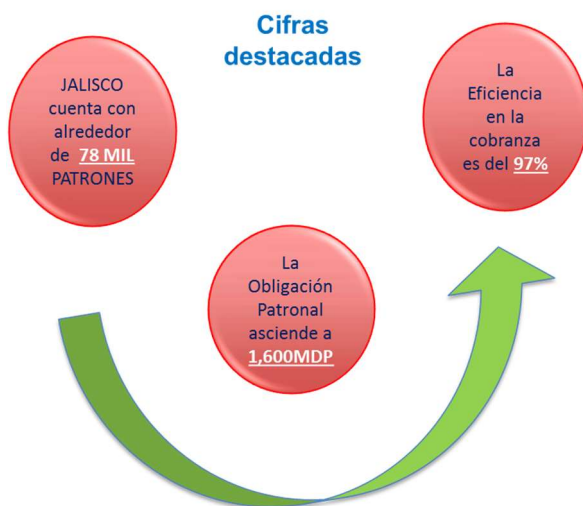 Cifras
destacadas
JALISCO
cuenta con
alrededor
de 78 MIL
PATRONES
La
Obligación
Patronal
asciende a
1,600MDP
La
Eficiencia
en la
cobranza
es del 97%